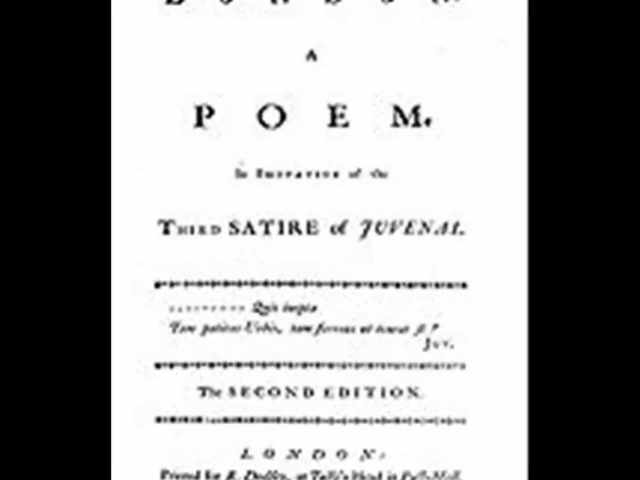 A
POEM.
In IMITATION of the
THIRD SATIRE of JUVENAL.
Quis ineptæ
Tam patiens Urbis, tam ferreus ut teneat se?
JUV.
The SECOND EDITION.
LONDON:
Printed for R. Dodsley, at Tully's Head in Pall-Mall.